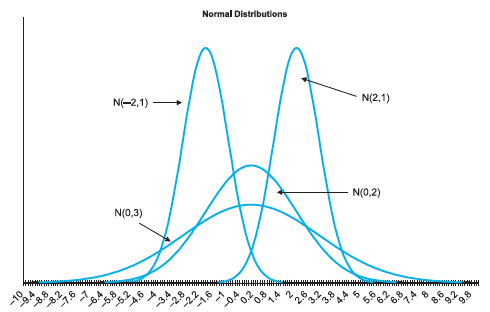 Normal Distributions
N(–2,1)
N(2,1)
N(0,2)
N(0,3)
–10 –9.4 –8.8 –8.2 –7.6 –7 –6.4 –5.8 –5.2 –4.6 –4 –3.4 –2.8 –2.2 –1.6 –1 –0.4 0.2 0.8 1.4 2 2.6 3.2 3.8 4.4 5 5.6 6.2 6.8 7.4 8 8.6 9.2 9.8